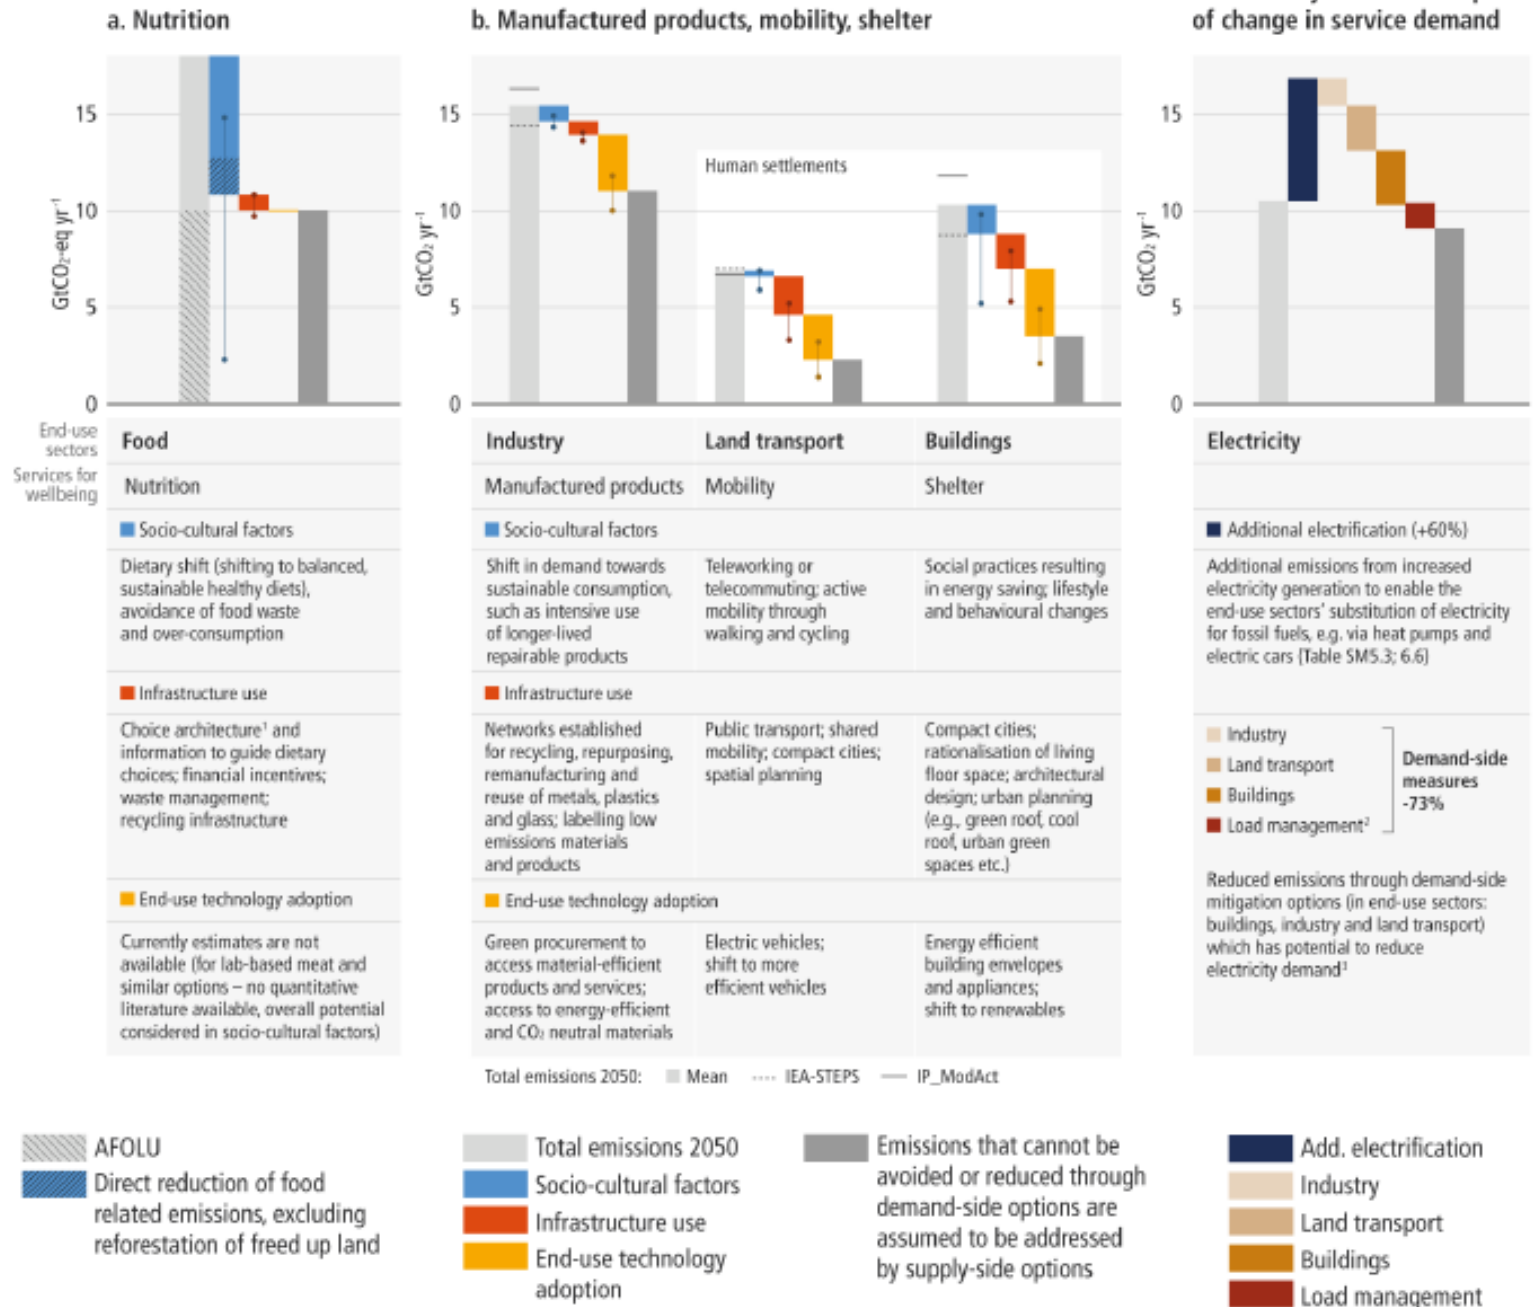 a. Nutrition
b. Manufactured products, mobility, shelter
of change in service demand
GtCO₂-eq yr⁻¹
15
10
5
0
GtCO₂ yr⁻¹
15
10
5
0
Human settlements
GtCO₂ yr⁻¹
15
10
5
0
End-use
sectors
Food
Industry
Land transport
Buildings
Electricity
Services for
wellbeing
Nutrition
Manufactured products
Mobility
Shelter
Socio-cultural factors
Dietary shift (shifting to balanced,
sustainable healthy diets),
avoidance of food waste
and over-consumption
Socio-cultural factors
Shift in demand towards
sustainable consumption,
such as intensive use
of longer-lived
repairable products
Teleworking or
telecommuting; active
mobility through
walking and cycling
Social practices resulting
in energy saving; lifestyle
and behavioural changes
Additional electrification (+60%)
Additional emissions from increased
electricity generation to enable the
end-use sectors' substitution of electricity
for fossil fuels, e.g. via heat pumps and
electric cars (Table SM5.3; 6.6)
Infrastructure use
Choice architecture¹ and
information to guide dietary
choices; financial incentives;
waste management;
recycling infrastructure
Infrastructure use
Networks established
for recycling, repurposing,
remanufacturing and
reuse of metals, plastics
and glass; labelling low
emissions materials
and products
Public transport; shared
mobility; compact cities;
spatial planning
Compact cities;
rationalisation of living
floor space; architectural
design; urban planning
(e.g., green roof, cool
roof, urban green
spaces etc.)
Industry
Land transport
Buildings
Load management²
Demand-side
measures
-73%
Reduced emissions through demand-side
mitigation options (in end-use sectors:
buildings, industry and land transport)
which has potential to reduce
electricity demand³
End-use technology adoption
Currently estimates are not
available (for lab-based meat and
similar options – no quantitative
literature available, overall potential
considered in socio-cultural factors)
End-use technology adoption
Green procurement to
access material-efficient
products and services;
access to energy-efficient
and CO₂ neutral materials
Electric vehicles;
shift to more
efficient vehicles
Energy efficient
building envelopes
and appliances;
shift to renewables
Total emissions 2050: Mean IEA-STEPS IP_ModAct
AFOLU
Direct reduction of food
related emissions, excluding
reforestation of freed up land
Total emissions 2050
Socio-cultural factors
Infrastructure use
End-use technology
adoption
Emissions that cannot be
avoided or reduced through
demand-side options are
assumed to be addressed
by supply-side options
Add. electrification
Industry
Land transport
Buildings
Load management